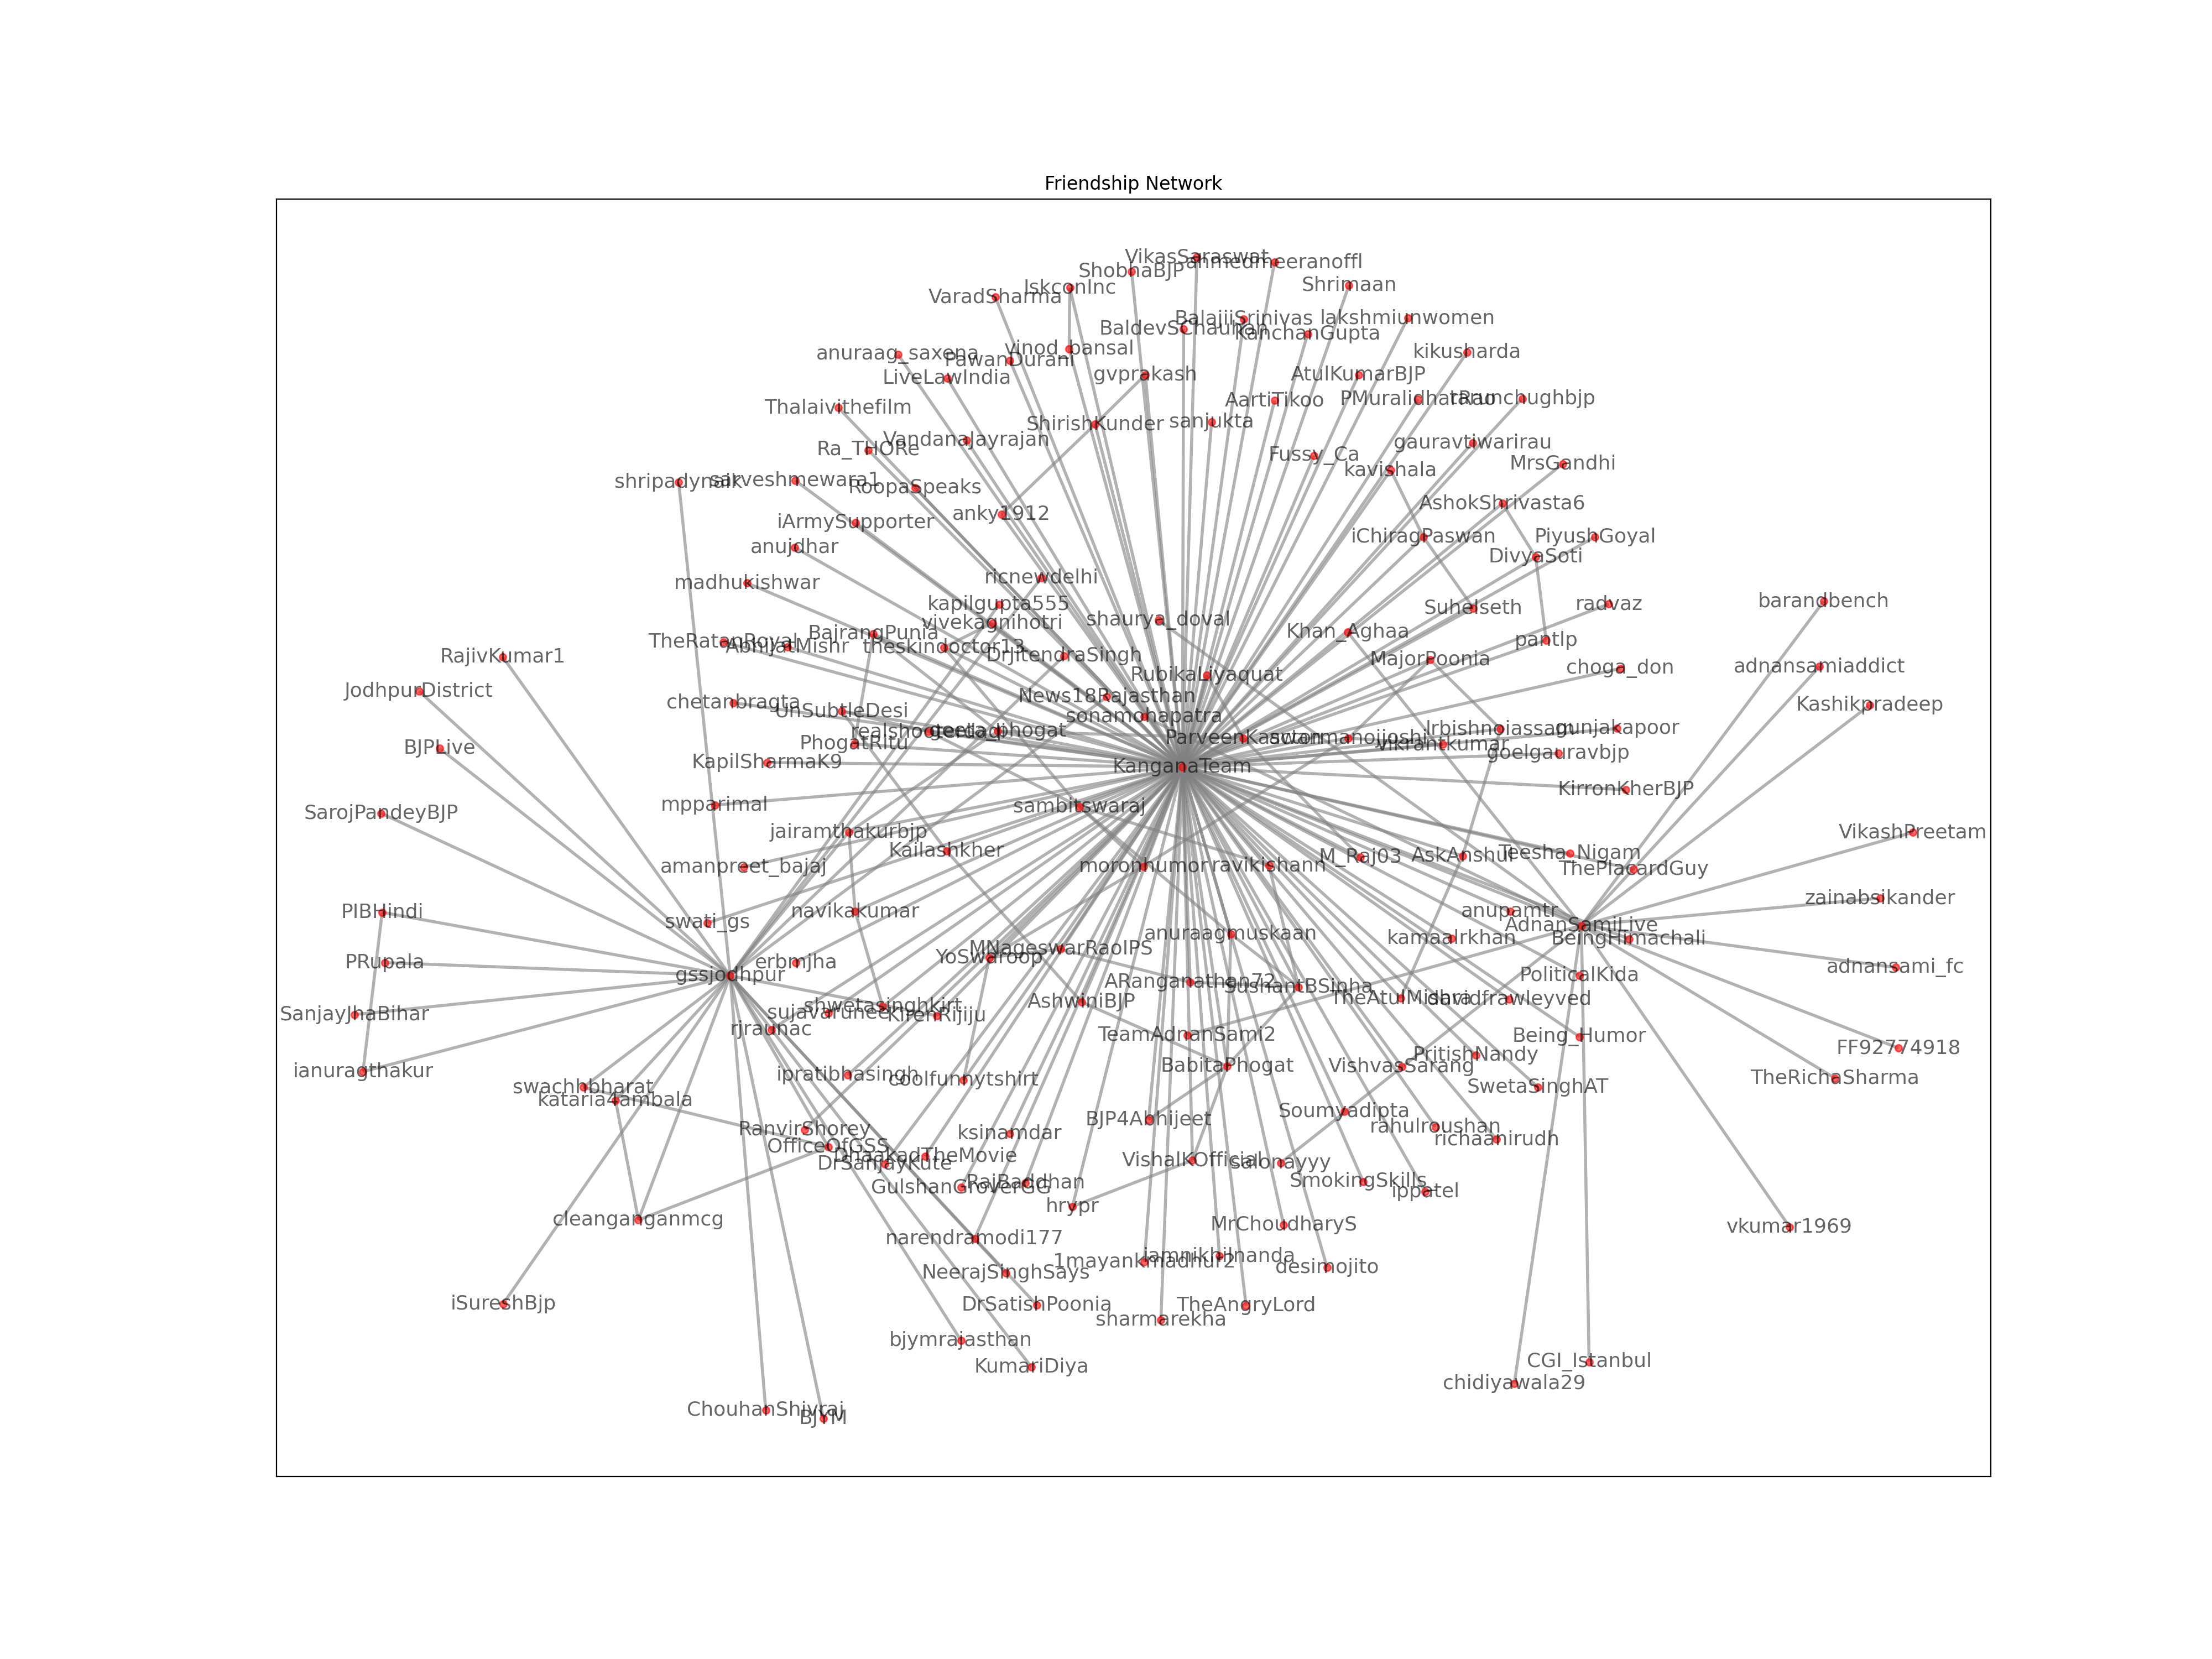 Friendship Network
VikasSaraswat
ahmedmeeranoffl
ShobhaBJP
IskconInc
Shrimaan
VaradSharma
BalajiSrinivas
lakshmiunwomen
BaldevSChauhan
KanchanGupta
vinod_bansal
kikusharda
anuraag_saxena
PawanDurani
LiveLawIndia
gvprakash
AtulKumarBJP
AartiTikoo
PMuralidharRao
tarunchughbjp
Thalaivithefilm
ShirishKunder
sanjukta
VandanaJayrajan
gauravtiwarirau
Ra_THORe
Fussy_Ca
MrsGandhi
kavishala
shripadynaik
sarveshmewara1
RoopaSpeaks
AshokShrivasta6
anky1912
iArmySupporter
iChiragPaswan
PiyushGoyal
anujdhar
DivyaSoti
madhukishwar
ricnewdelhi
barandbench
kapilgupta555
Suhelseth
radvaz
vivekagnihotri
shaurya_doval
BajrangPunia
Khan_Aghaa
TheRatanRoyal
AbhijatMishr
theskindoctor13
pantlp
RajivKumar1
DrJitendraSingh
MajorPoonia
choga_don
adnansamiaddict
RubikaLiyaquat
JodhpurDistrict
News18Rajasthan
chetanbragta
Kashikpradeep
UnSubtleDesi
sonamohapatra
geeta_phogat
lrbishnoiassam
gunjakapoor
ParveenKaswan
actormanojjoshi
BJPLive
PhogatRitu
vikrantkumar
goelgauravbjp
KapilSharmaK9
KanganaTeam
KirronKherBJP
mpparimal
sambitswaraj
SarojPandeyBJP
jairamthakurbjp
VikashPreetam
Kailashkher
M_Raj03
AskAnshul
Teesha_Nigam
amanpreet_bajaj
moronhumor
ravikishann
ThePlacardGuy
zainabsikander
PIBHindi
navikakumar
anupamtr
swati_gs
AdnanSamiLive
anuraagmuskaan
kamaalrkhan
BeingHimachali
MNageswarRaoIPS
YoSwaroop
PRupala
erbmjha
adnansami_fc
gssjodhpur
PoliticalKida
ARanganathan72
SushantBSinha
TheAtulMishra
davidfrawleyved
AshwiniBJP
shwetasinghkirt
SanjayJhaBihar
KirenRijiju
rjraunac
TeamAdnanSami2
Being_Humor
FF92774918
PritishNandy
BabitaPhogat
VishvasSarang
ianuragthakur
ipratibhasingh
coolfunnytshirt
TheRichaSharma
swachhbharat
SwetaSinghAT
kataria4ambala
Soumyadipta
BJP4Abhijeet
RanvirShorey
rahulroushan
ksinamdar
richaanirudh
OfficeOfGSS
DhaakadTheMovie
DrSanjayKute
VishalKOfficial
salonayyy
RajBaddhan
GulshanGroverGG
SmokingSkills
ippatel
hrypr
cleanganganmcg
MrChoudharyS
vkumar1969
narendramodi177
iamnikhilnanda
1mayankmadhur2
desimojito
NeerajSinghSays
iSureshBjp
DrSatishPoonia
TheAngryLord
sharmarekha
bjymrajasthan
CGI_Istanbul
KumariDiya
chidiyawala29
ChouhanShivraj
BJYM